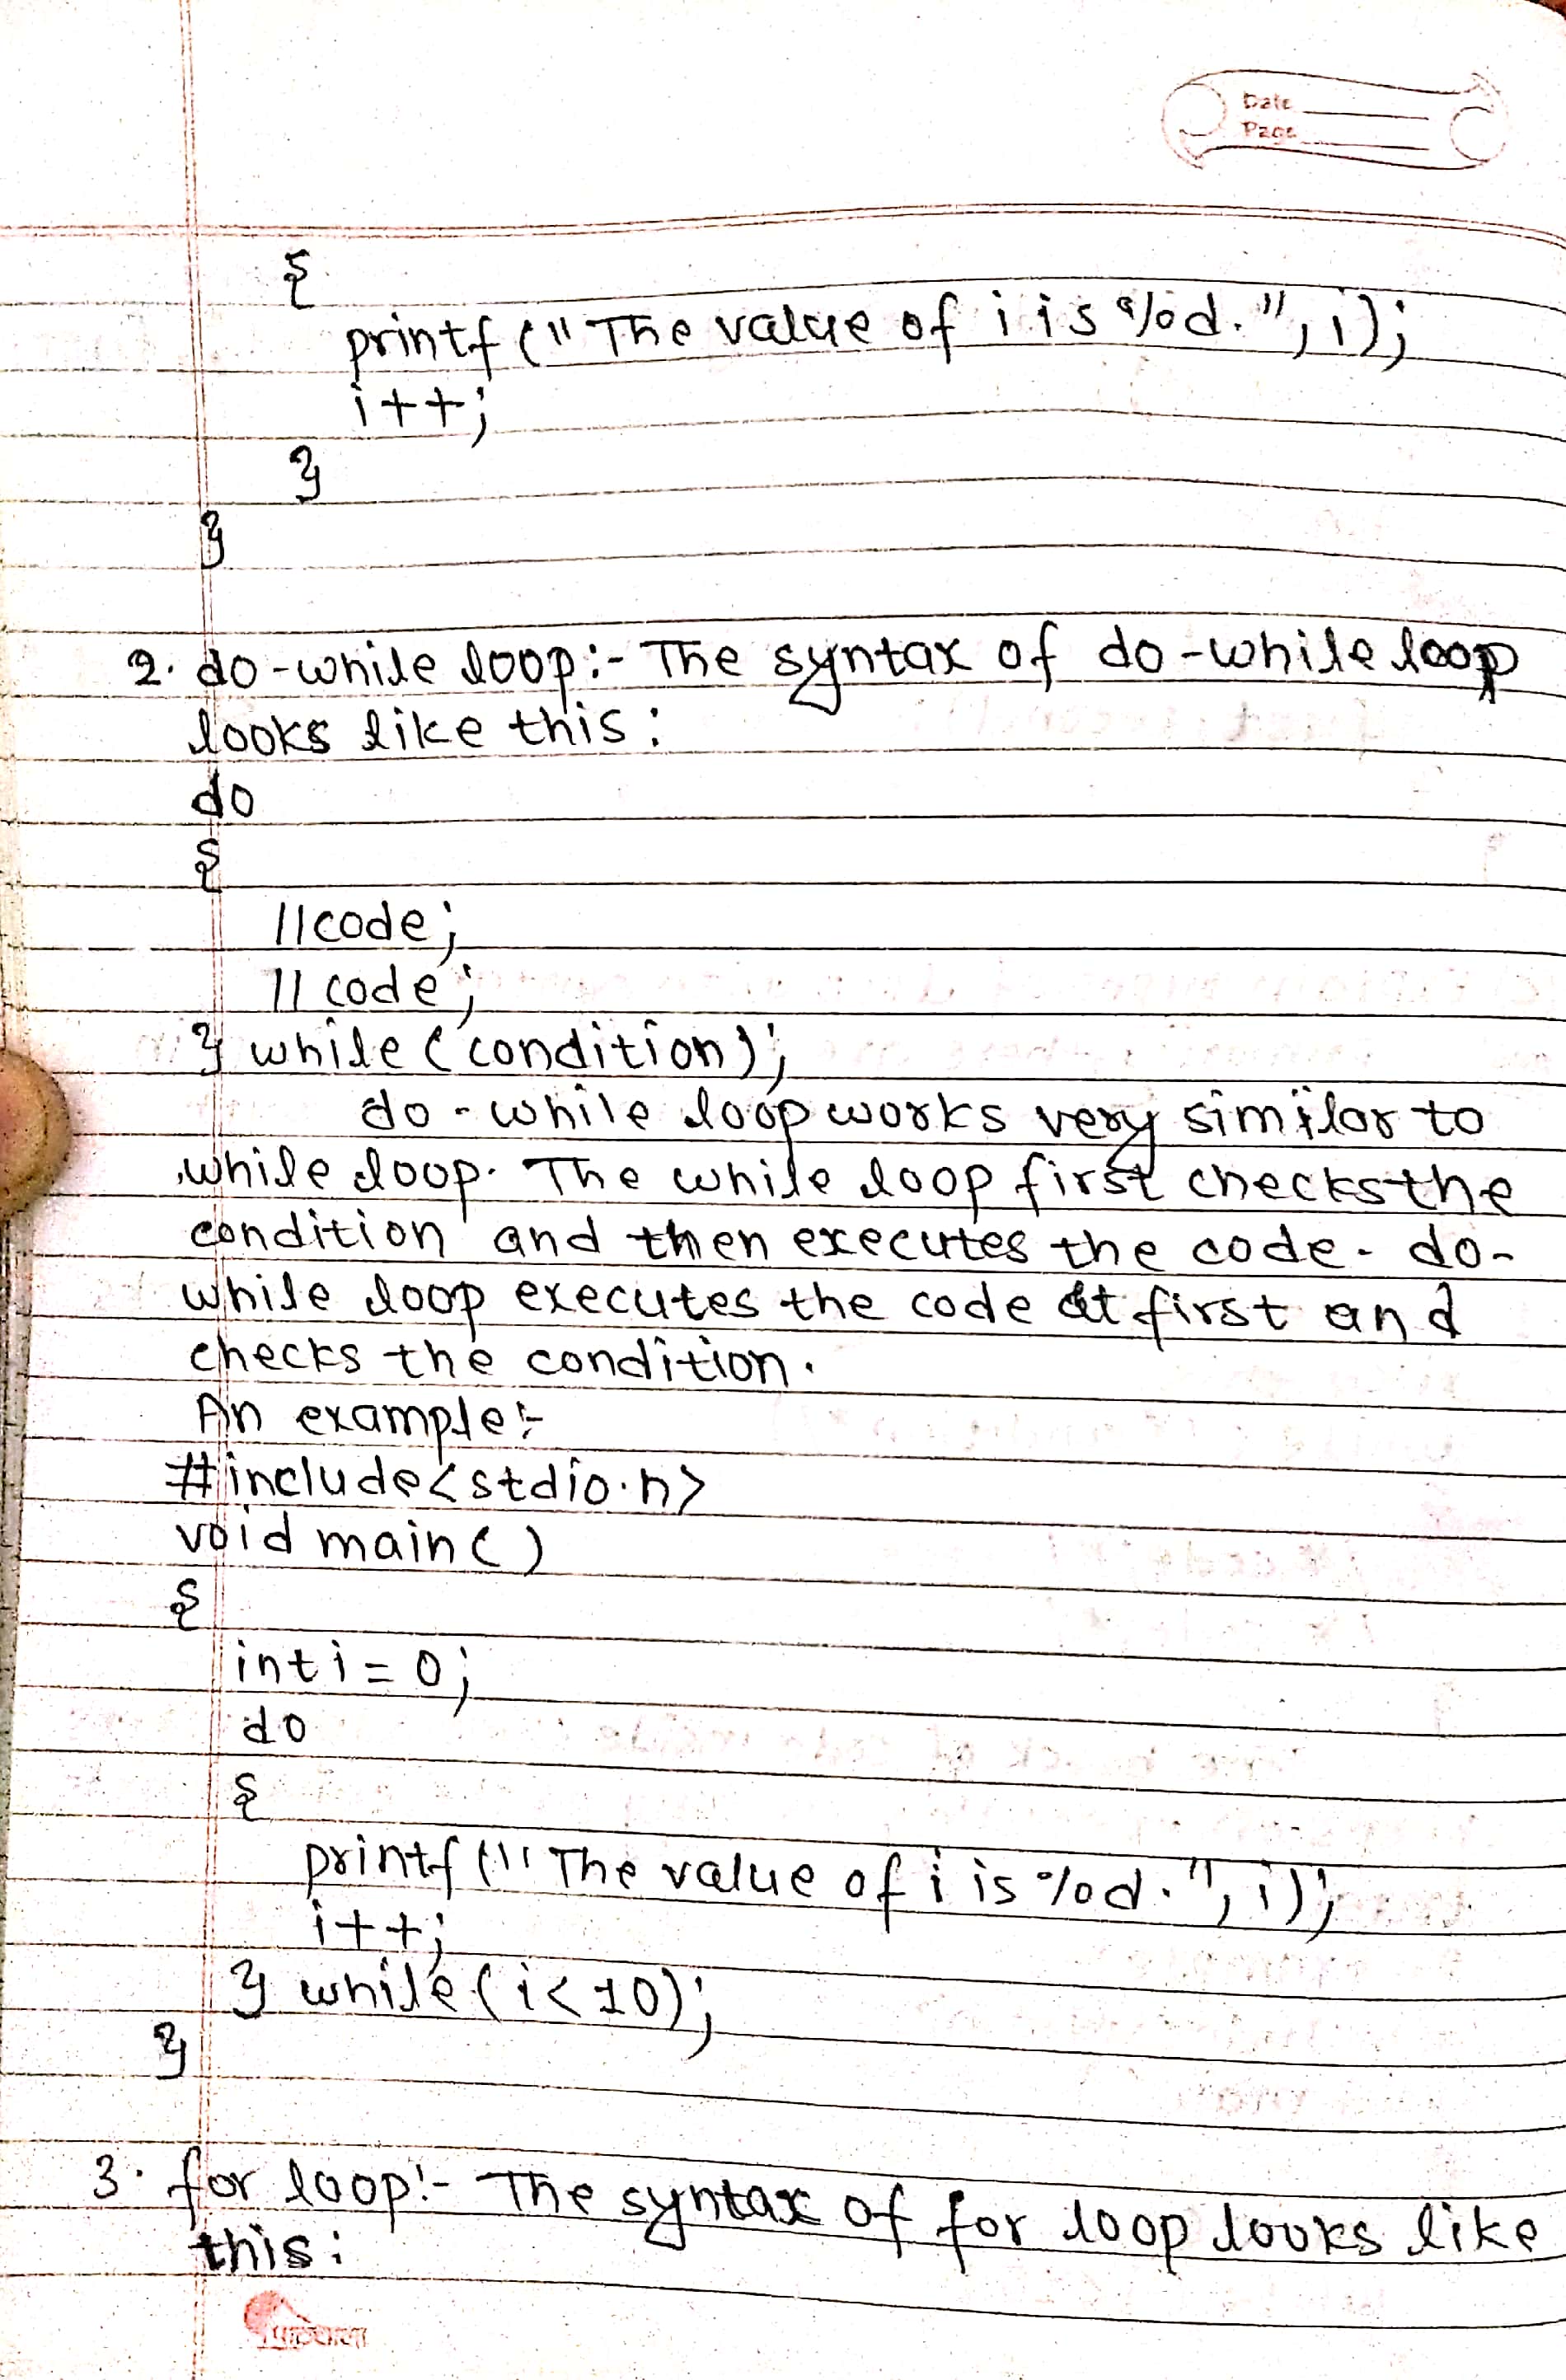 Date
Page
{
printf("The value of i is %d.", i);
i++;
}
}
2. do-while loop:- The syntax of do-while loop
looks like this:
do
{
//code;
//code;
} while (condition);
do-while loop works very similar to
while loop. The while loop first checks the
condition and then executes the code. do-
while loop executes the code at first and
checks the condition.
An example:-
#include<stdio.h>
void main()
{
int i = 0;
do
{
printf("The value of i is %d.", i);
i++;
} while (i<10);
}
3. for loop:- The syntax of for loop looks like
this: